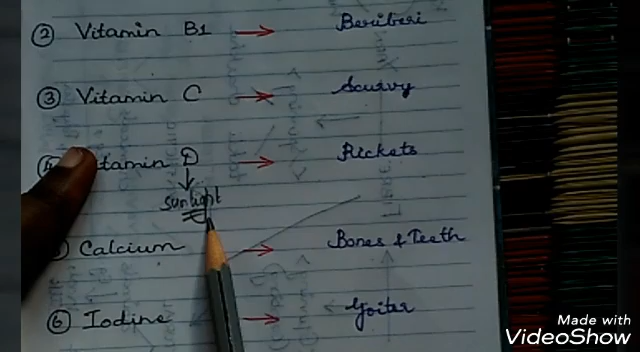 ② Vitamin B1 → Beriberi
③ Vitamin C → Scurvy
④ Vitamin D → Rickets
↓
sunlight
Calcium → Bones & Teeth
⑥ Iodine → Goiter
Made with
VideoShow